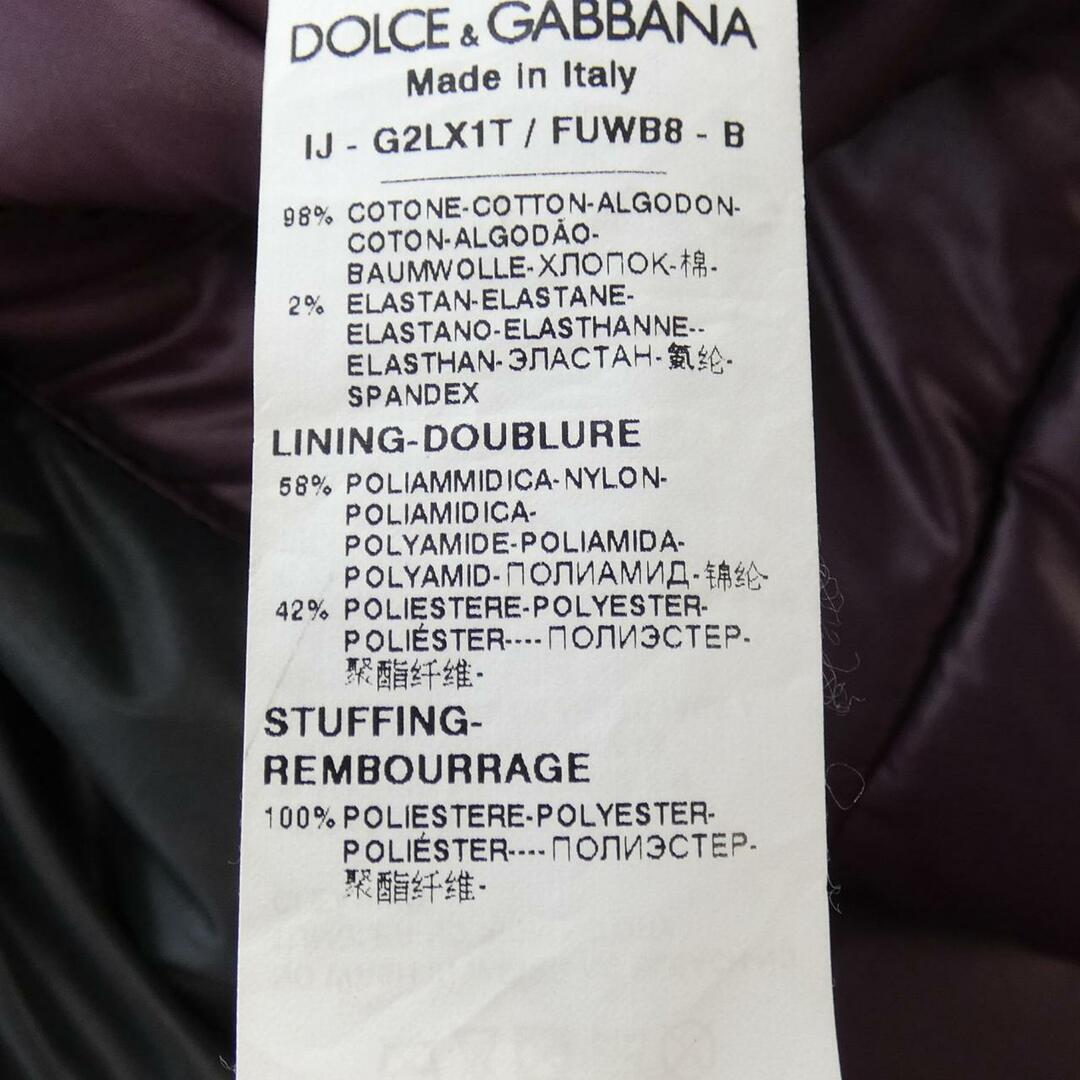 DOLCE & GABBANA
Made in Italy
IJ - G2LX1T / FUWB8 - B
98% COTONE-COTTON-ALGODON-
COTON-ALGODÃO-
BAUMWOLLE-ХЛОПОК-棉-
2% ELASTAN-ELASTANE-
ELASTANO-ELASTHANNE--
ELASTHAN-ЭЛАСТАН-氨纶-
SPANDEX
LINING-DOUBLURE
58% POLIAMMIDICA-NYLON-
POLIAMIDICA-
POLYAMIDE-POLIAMIDA-
POLYAMID-ПОЛИАМИД-锦纶-
42% POLIESTERE-POLYESTER-
POLIÉSTER----ПОЛИЭСТЕР-
聚酯纤维-
STUFFING-
REMBOURRAGE
100% POLIESTERE-POLYESTER-
POLIÉSTER----ПОЛИЭСТЕР-
聚酯纤维-